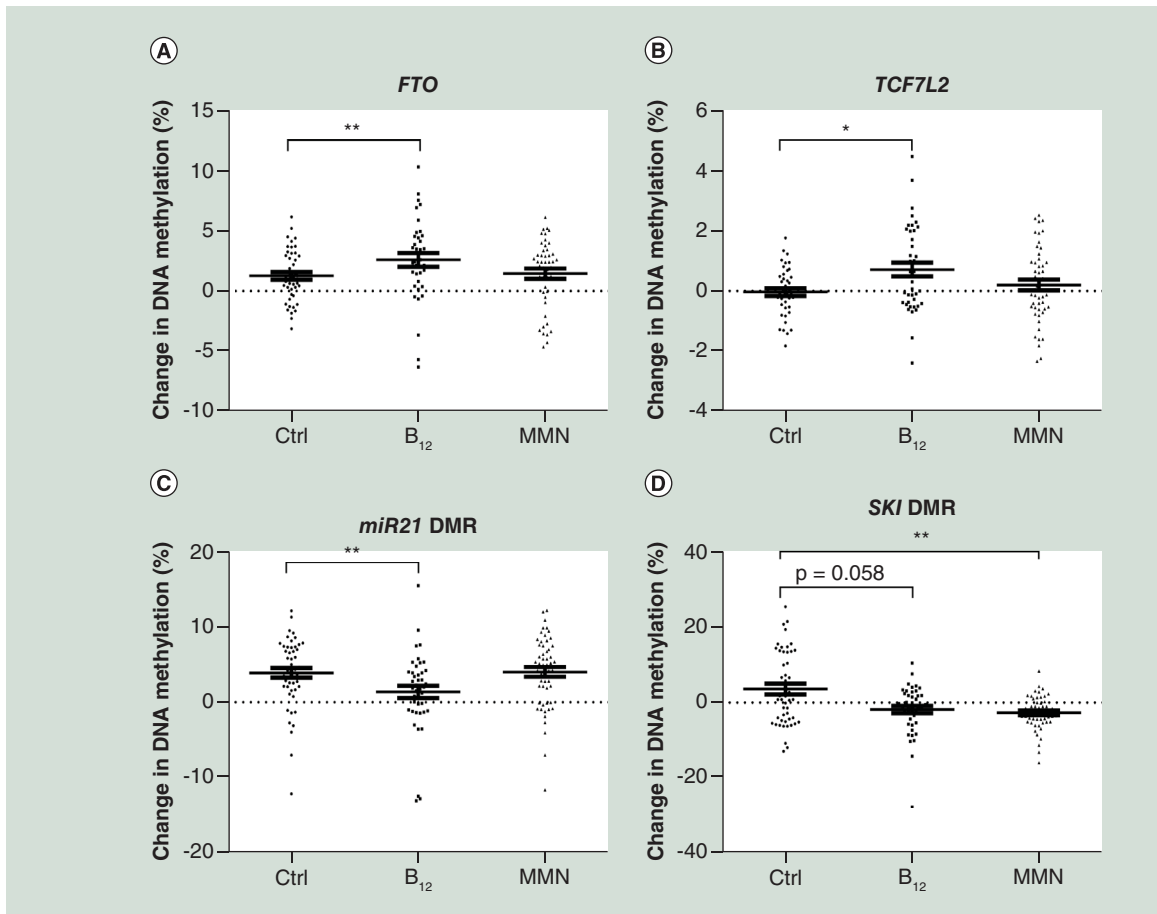 A
FTO
Change in DNA methylation (%)
15
10
5
0
-5
-10
**
Ctrl
B12
MMN
B
TCF7L2
Change in DNA methylation (%)
6
4
2
0
-2
-4
*
Ctrl
B12
MMN
C
miR21 DMR
Change in DNA methylation (%)
20
10
0
-10
-20
**
Ctrl
B12
MMN
D
SKI DMR
Change in DNA methylation (%)
40
20
0
-20
-40
**
p = 0.058
Ctrl
B12
MMN